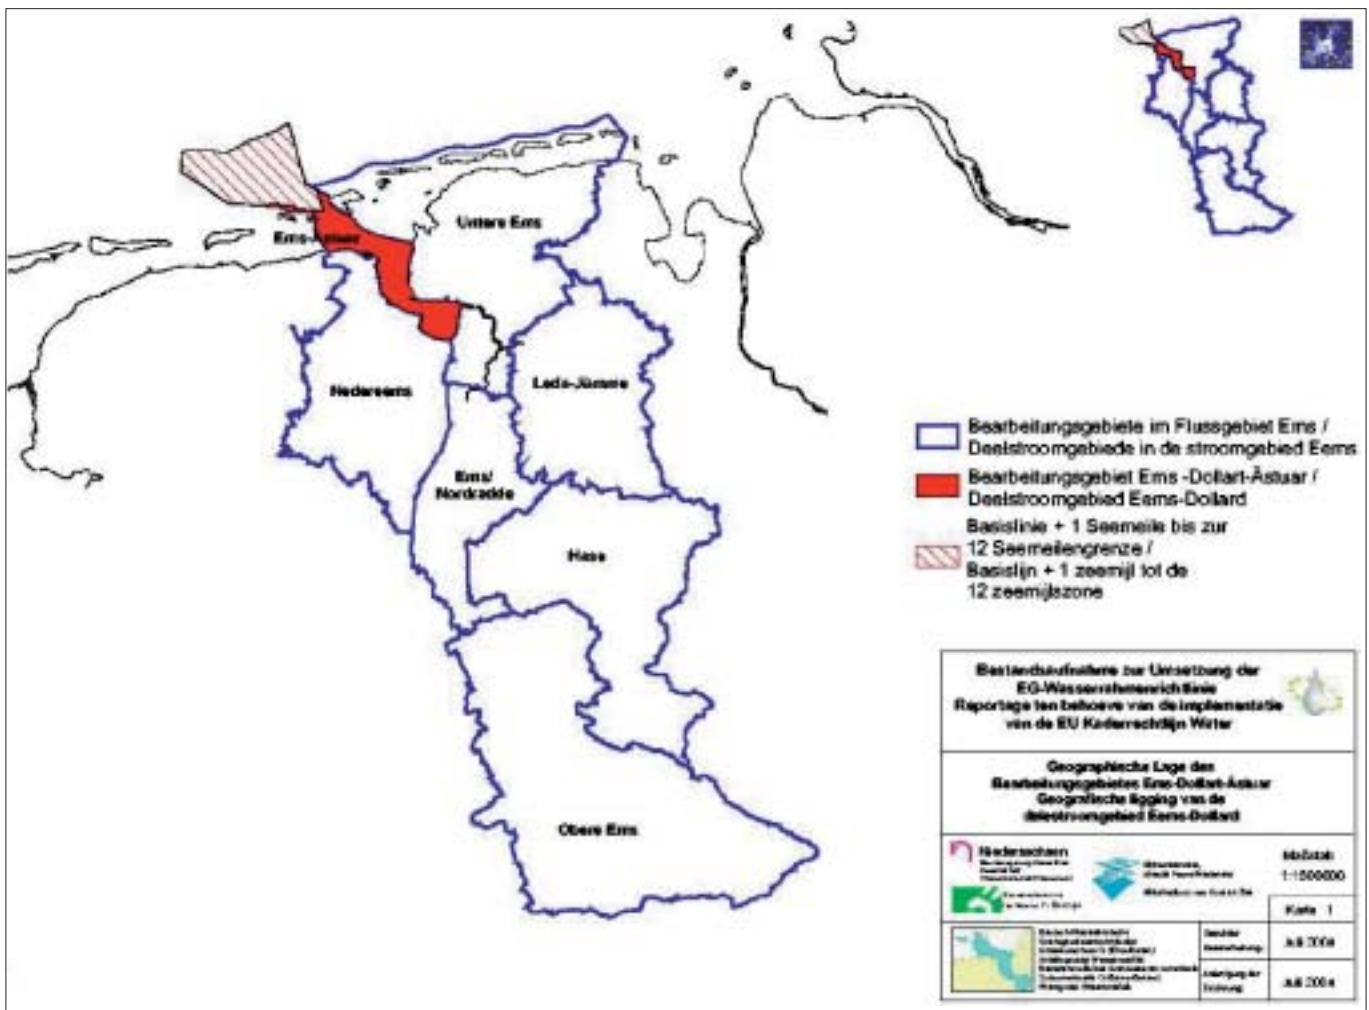 Untere Ems
Ems-
Nedereems
Leda-Jümme
Ems/
Nordradde
Hase
Obere Ems
Bearbeitungsgebiete im Flussgebiet Ems /
Deelstroomgebiede in de stroomgebied Eems
Bearbeitungsgebiet Ems -Dollart-Ästuar /
Deelstroomgebied Eems-Dollard
Basislinie + 1 Seemeile bis zur
12 Seemeilengrenze /
Basislijn + 1 zeemijl tot de
12 zeemijlszone
Bestandsaufnahme zur Umsetzung der
EG-Wasserrahmenrichtlinie
Reportage ten behoeve van de implementatie
van de EU Kaderrechtlijn Water
Geographische Lage des
Bearbeitungsgebietes Ems-Dollart-Ästuar
Geografische ligging van de
deelstroomgebied Eems-Dollard
Niedersachsen
Maßstab
1:1500000
Karte 1
Juli 2004
Juli 2004